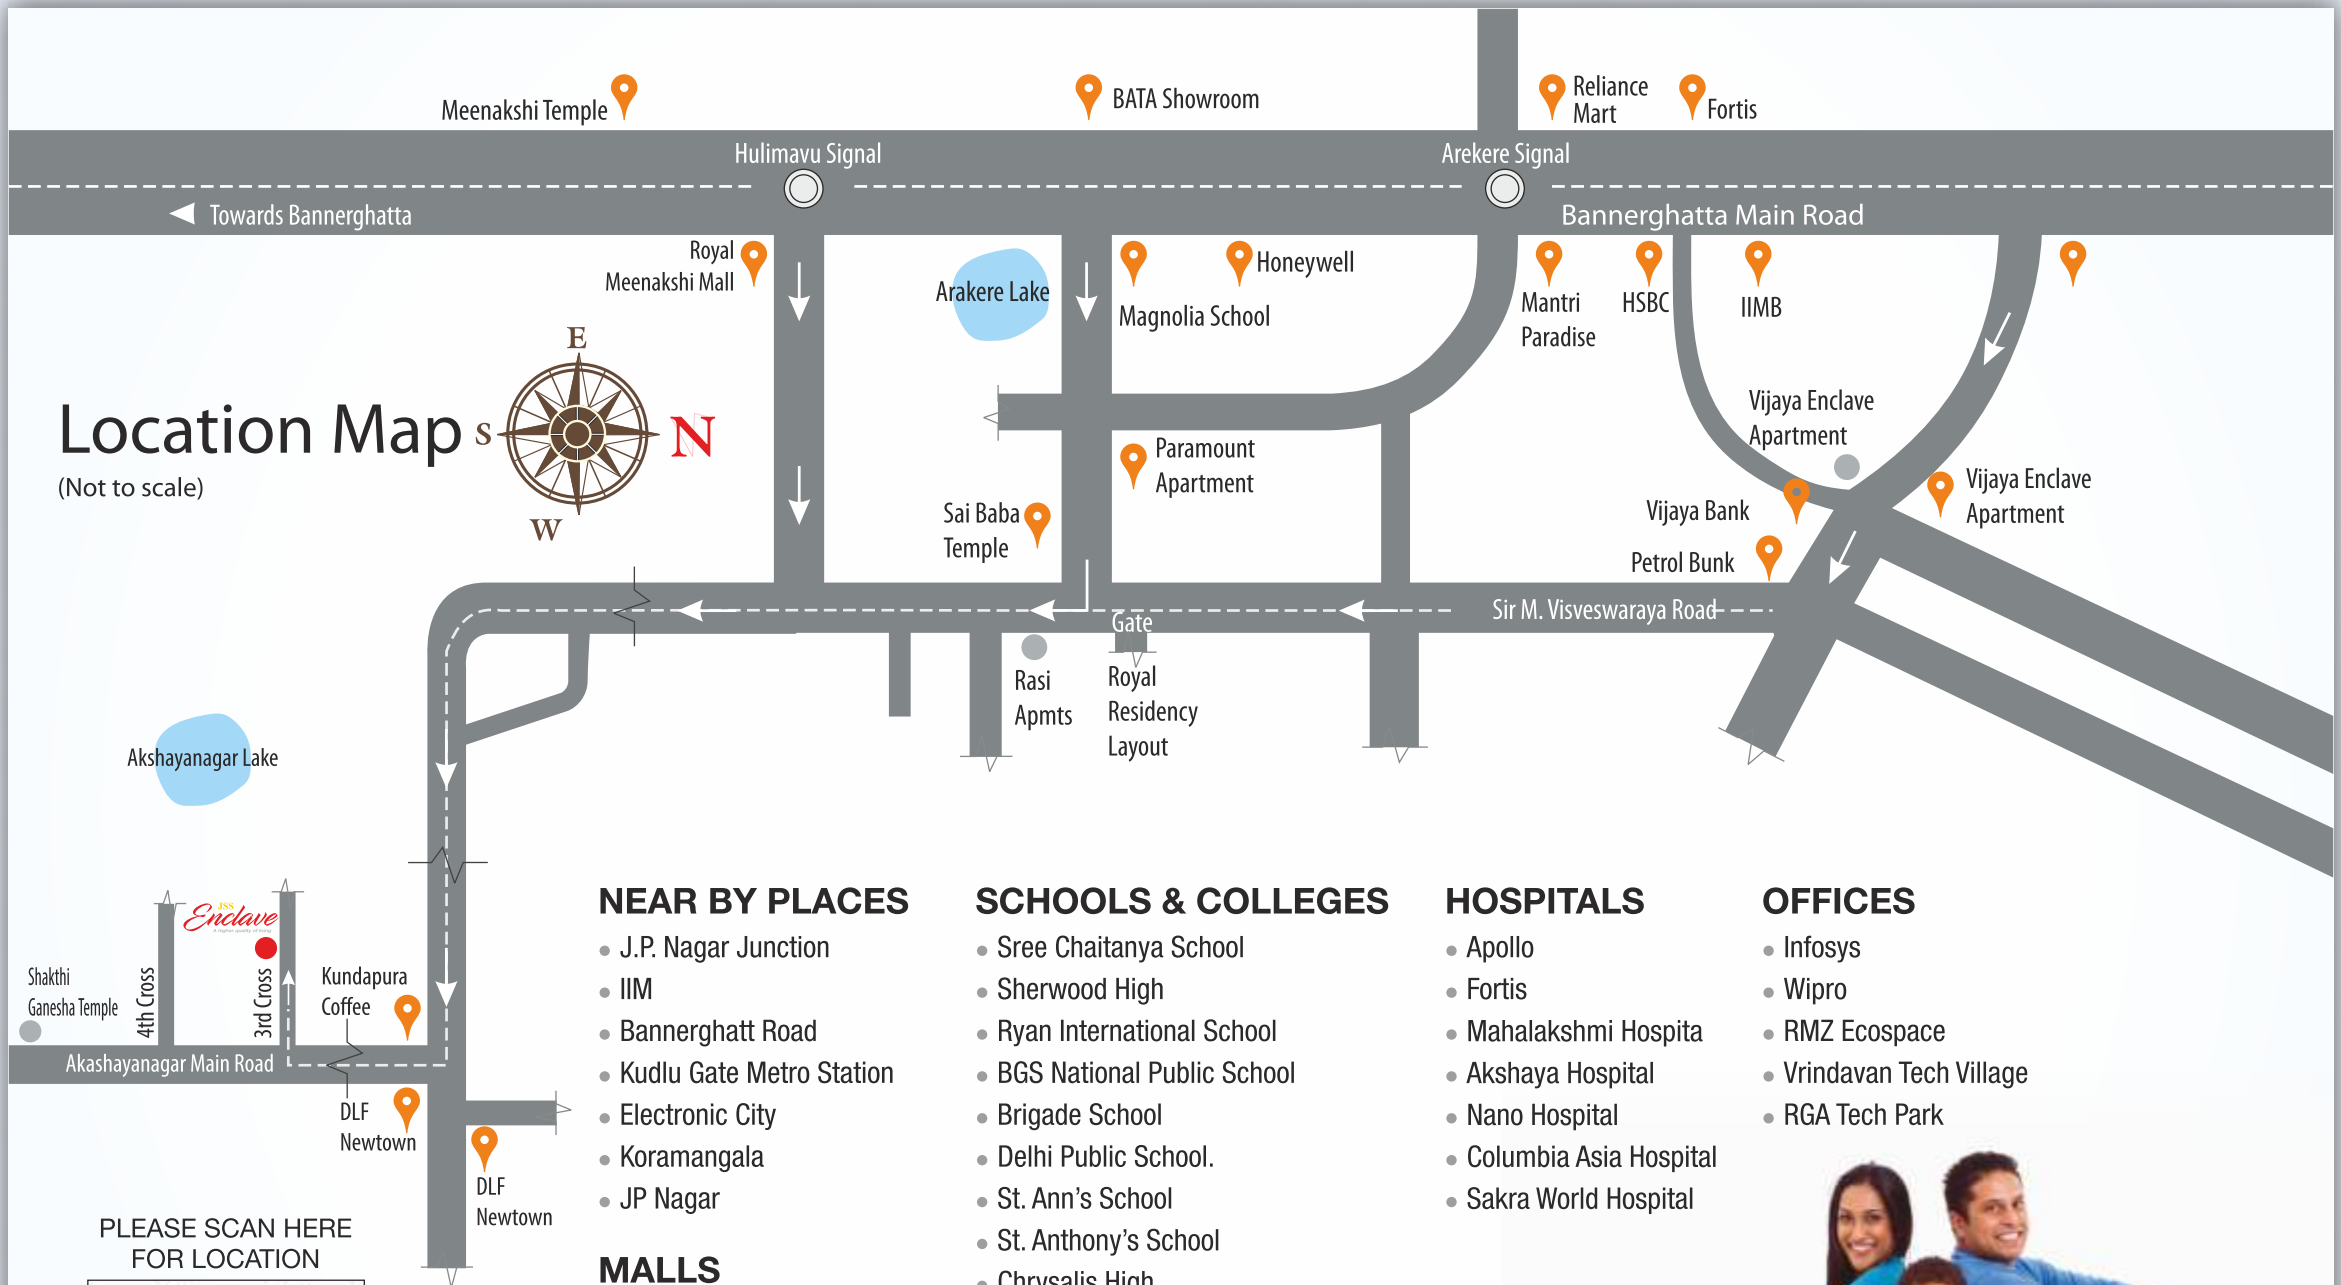 Meenakshi Temple
BATA Showroom
Reliance
Mart
Fortis
Hulimavu Signal
Arekere Signal
Towards Bannerghatta
Bannerghatta Main Road
Royal
Meenakshi Mall
Arakere Lake
Magnolia School
Honeywell
Mantri
Paradise
HSBC
IIMB
Location Map
(Not to scale)
E
S
N
W
Vijaya Enclave
Apartment
Paramount
Apartment
Sai Baba
Temple
Vijaya Bank
Petrol Bunk
Vijaya Enclave
Apartment
Sir M. Visveswaraya Road
Gate
Rasi
Apmts
Royal
Residency
Layout
Akshayanagar Lake
JSS
Enclave
A higher quality of living
Shakthi
Ganesha Temple
4th Cross
3rd Cross
Kundapura
Coffee
Akashayanagar Main Road
DLF
Newtown
DLF
Newtown
PLEASE SCAN HERE
FOR LOCATION
NEAR BY PLACES
J.P. Nagar Junction
IIM
Bannerghatt Road
Kudlu Gate Metro Station
Electronic City
Koramangala
JP Nagar
MALLS
SCHOOLS & COLLEGES
Sree Chaitanya School
Sherwood High
Ryan International School
BGS National Public School
Brigade School
Delhi Public School.
St. Ann's School
St. Anthony's School
Chrysalis High
HOSPITALS
Apollo
Fortis
Mahalakshmi Hospita
Akshaya Hospital
Nano Hospital
Columbia Asia Hospital
Sakra World Hospital
OFFICES
Infosys
Wipro
RMZ Ecospace
Vrindavan Tech Village
RGA Tech Park